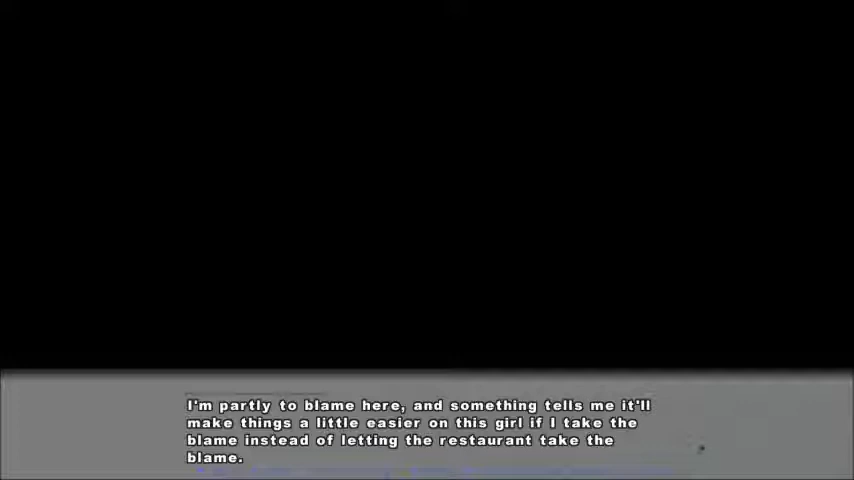 I'm partly to blame here, and something tells me it'll
make things a little easier on this girl if I take the
blame instead of letting the restaurant take the
blame.